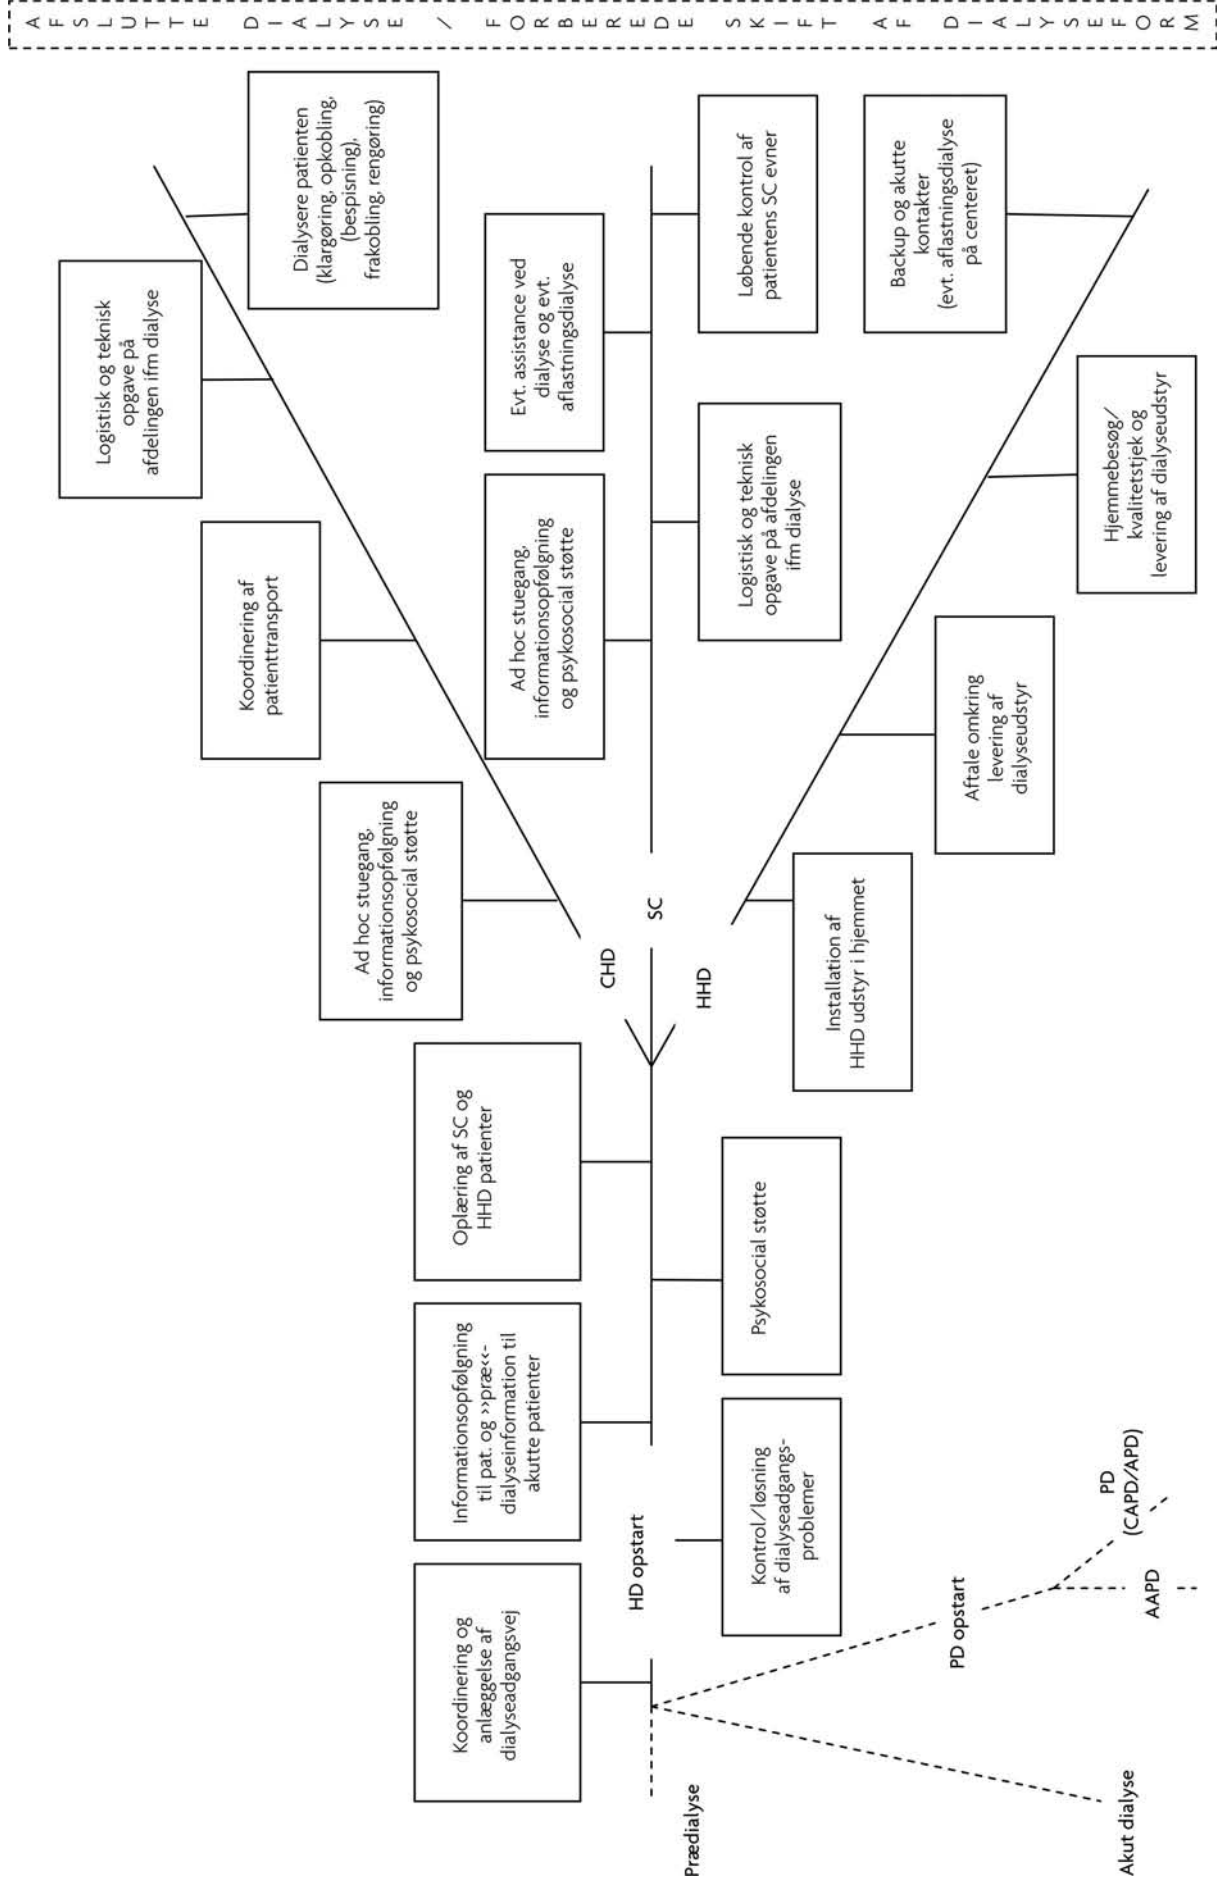 Prædialyse
Akut dialyse
Koordinering og
anlæggelse af
dialyseadgangsvej
HD opstart
PD opstart
AAPD
PD
(CAPD/APD)
Informationsopfølgning
til pat. og >>præ<<-
dialyseinformation til
akutte patienter
Kontrol/løsning
af dialyseadgangs-
problemer
Oplæring af SC og
HHD patienter
Psykosocial støtte
CHD
SC
HHD
Ad hoc stuegang,
informationsopfølgning
og psykosocial støtte
Koordinering af
patienttransport
Logistisk og teknisk
opgave på
afdelingen ifm dialyse
Dialysere patienten
(klargøring, opkobling,
(bespisning),
frakobling, rengøring)
Ad hoc stuegang,
informationsopfølgning
og psykosocial støtte
Evt. assistance ved
dialyse og evt.
aflastningsdialyse
Logistisk og teknisk
opgave på afdelingen
ifm dialyse
Løbende kontrol af
patientens SC evner
Installation af
HHD udstyr i hjemmet
Aftale omkring
levering af
dialyseudstyr
Hjemmebesøg/
kvalitetstjek og
levering af dialyseudstyr
Backup og akutte
kontakter
(evt. aflastningsdialyse
på centeret)
AFSLUTTE DIALYSE / FORBEREDE SKIFT AF DIALYSEFORM